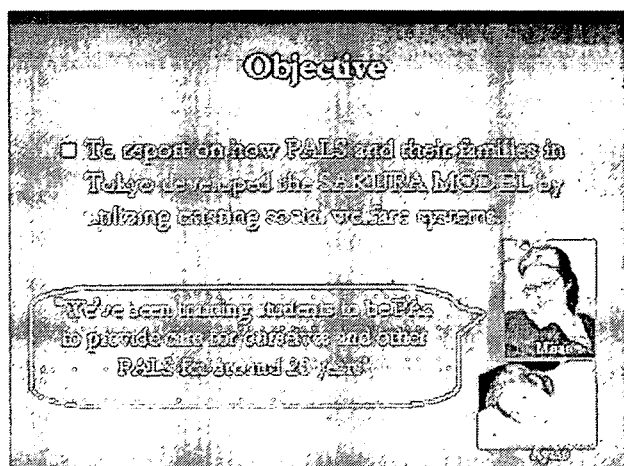 Objective
□ To report on how PALS and their families in
Tokyo developed the SAKURA MODEL by
utilizing existing social welfare systems.
"We've been training students to be PAs
to provide care for ourselves and other
PALS for around 20 years"